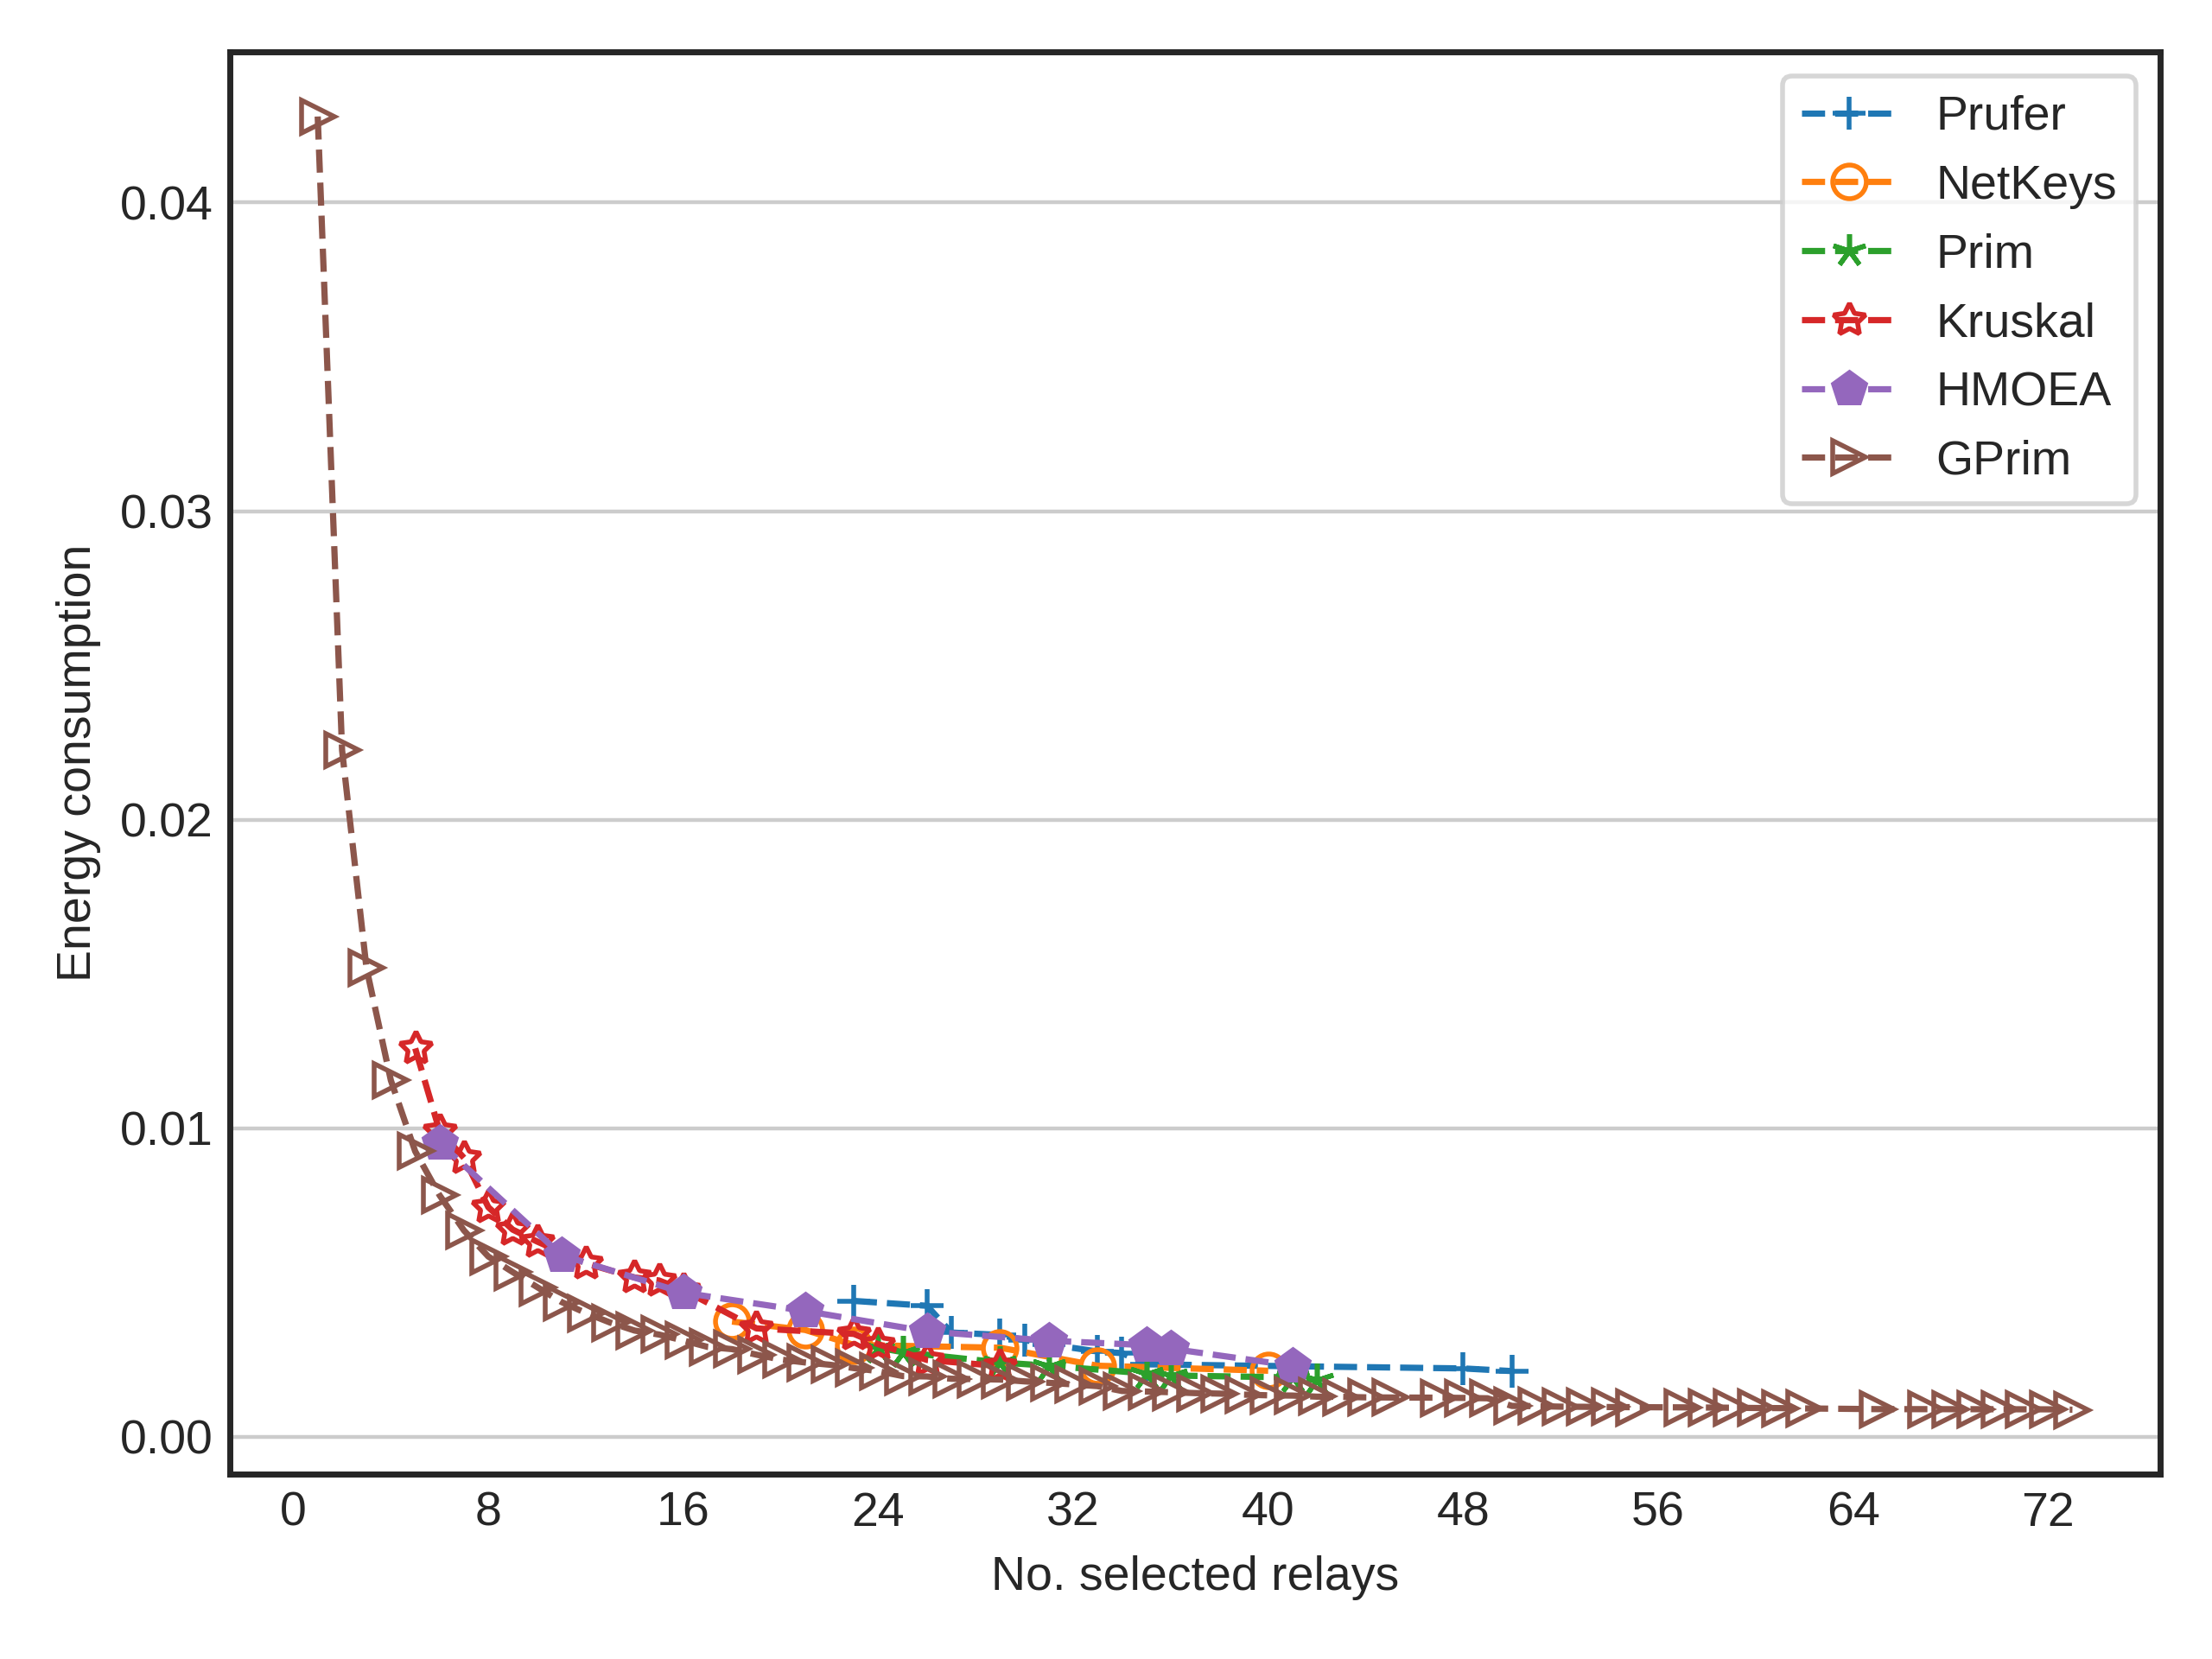 Prufer
NetKeys
Prim
Kruskal
HMOEA
GPrim
Energy consumption
0.04
0.03
0.02
0.01
0.00
0 8 16 24 32 40 48 56 64 72
No. selected relays